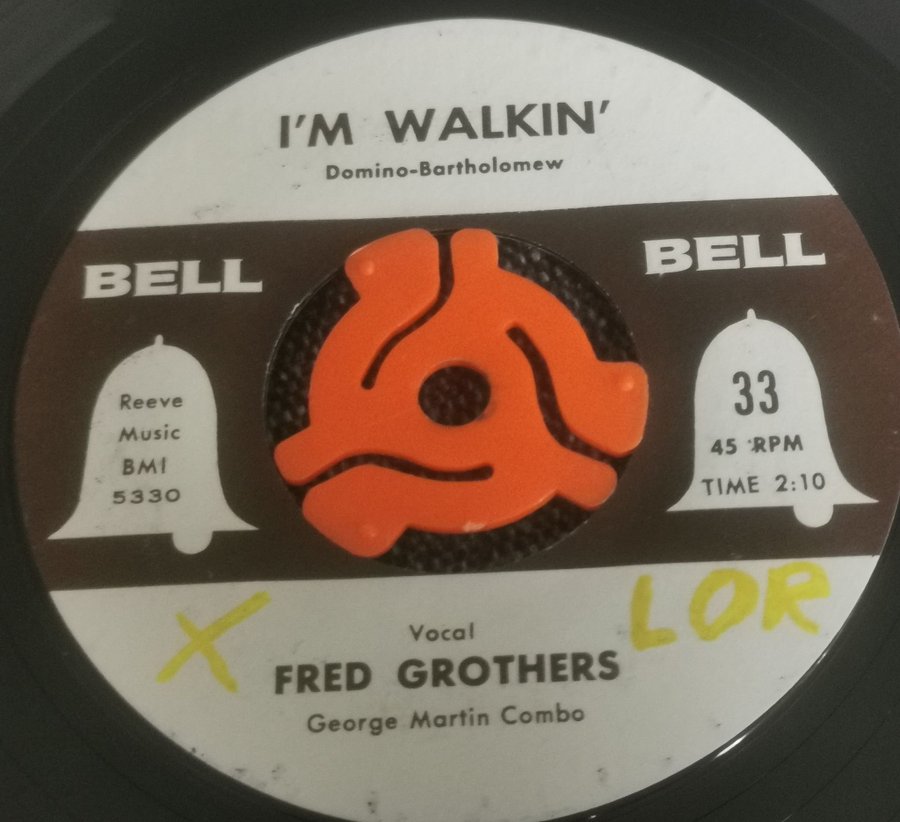 I'M WALKIN'
Domino-Bartholomew
BELL
BELL
Reeve
Music
BMI
5330
33
45 RPM
TIME 2:10
X
LOR
Vocal
FRED GROTHERS
George Martin Combo